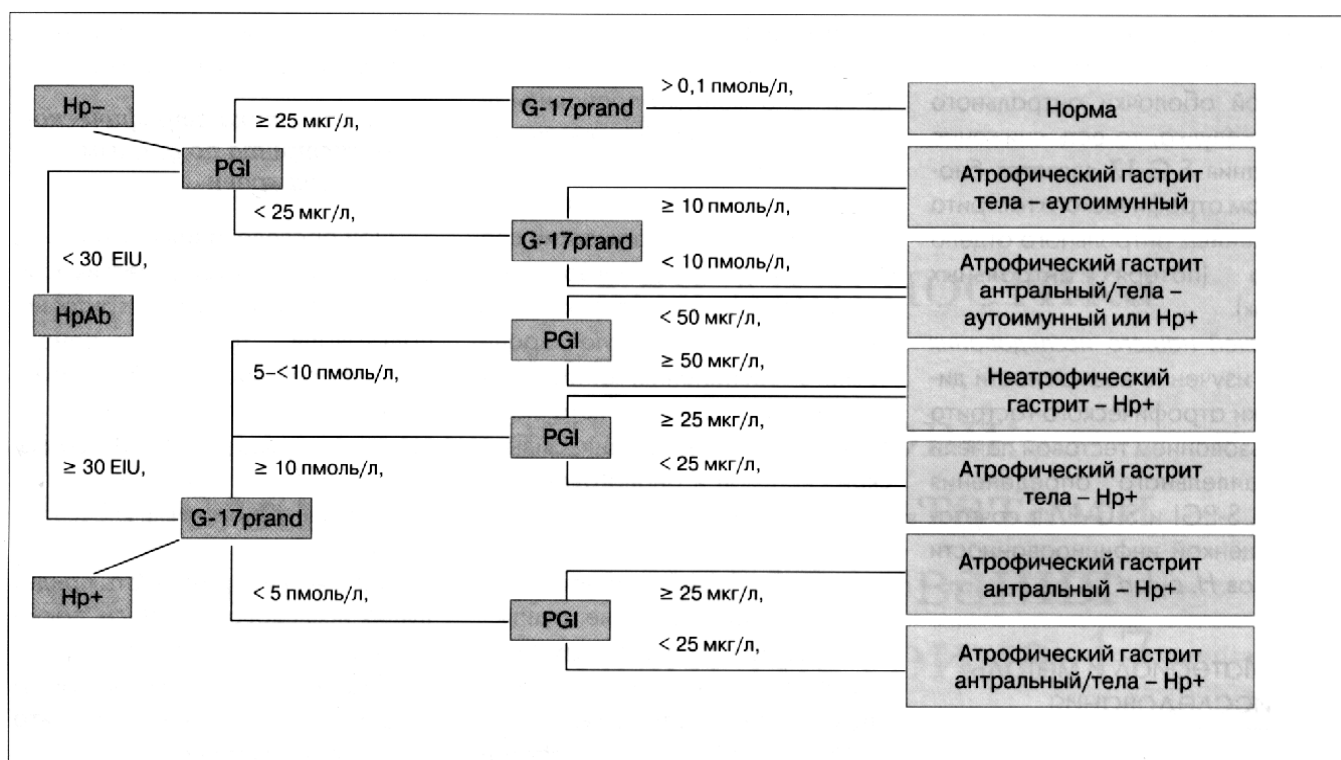 Hp–
≥ 25 мкг/л,
G-17prand
> 0,1 пмоль/л,
Норма
PGI
< 25 мкг/л,
G-17prand
≥ 10 пмоль/л,
Атрофический гастрит
тела – аутоимунный
< 10 пмоль/л,
Атрофический гастрит
антральный/тела –
аутоимунный или Hp+
< 30 EIU,
HpAb
≥ 30 EIU,
5–<10 пмоль/л,
PGI
< 50 мкг/л,
≥ 50 мкг/л,
Неатрофический
гастрит – Hp+
≥ 10 пмоль/л,
PGI
≥ 25 мкг/л,
< 25 мкг/л,
Атрофический гастрит
тела – Hp+
G-17prand
Hp+
< 5 пмоль/л,
PGI
≥ 25 мкг/л,
Атрофический гастрит
антральный – Hp+
< 25 мкг/л,
Атрофический гастрит
антральный/тела – Hp+